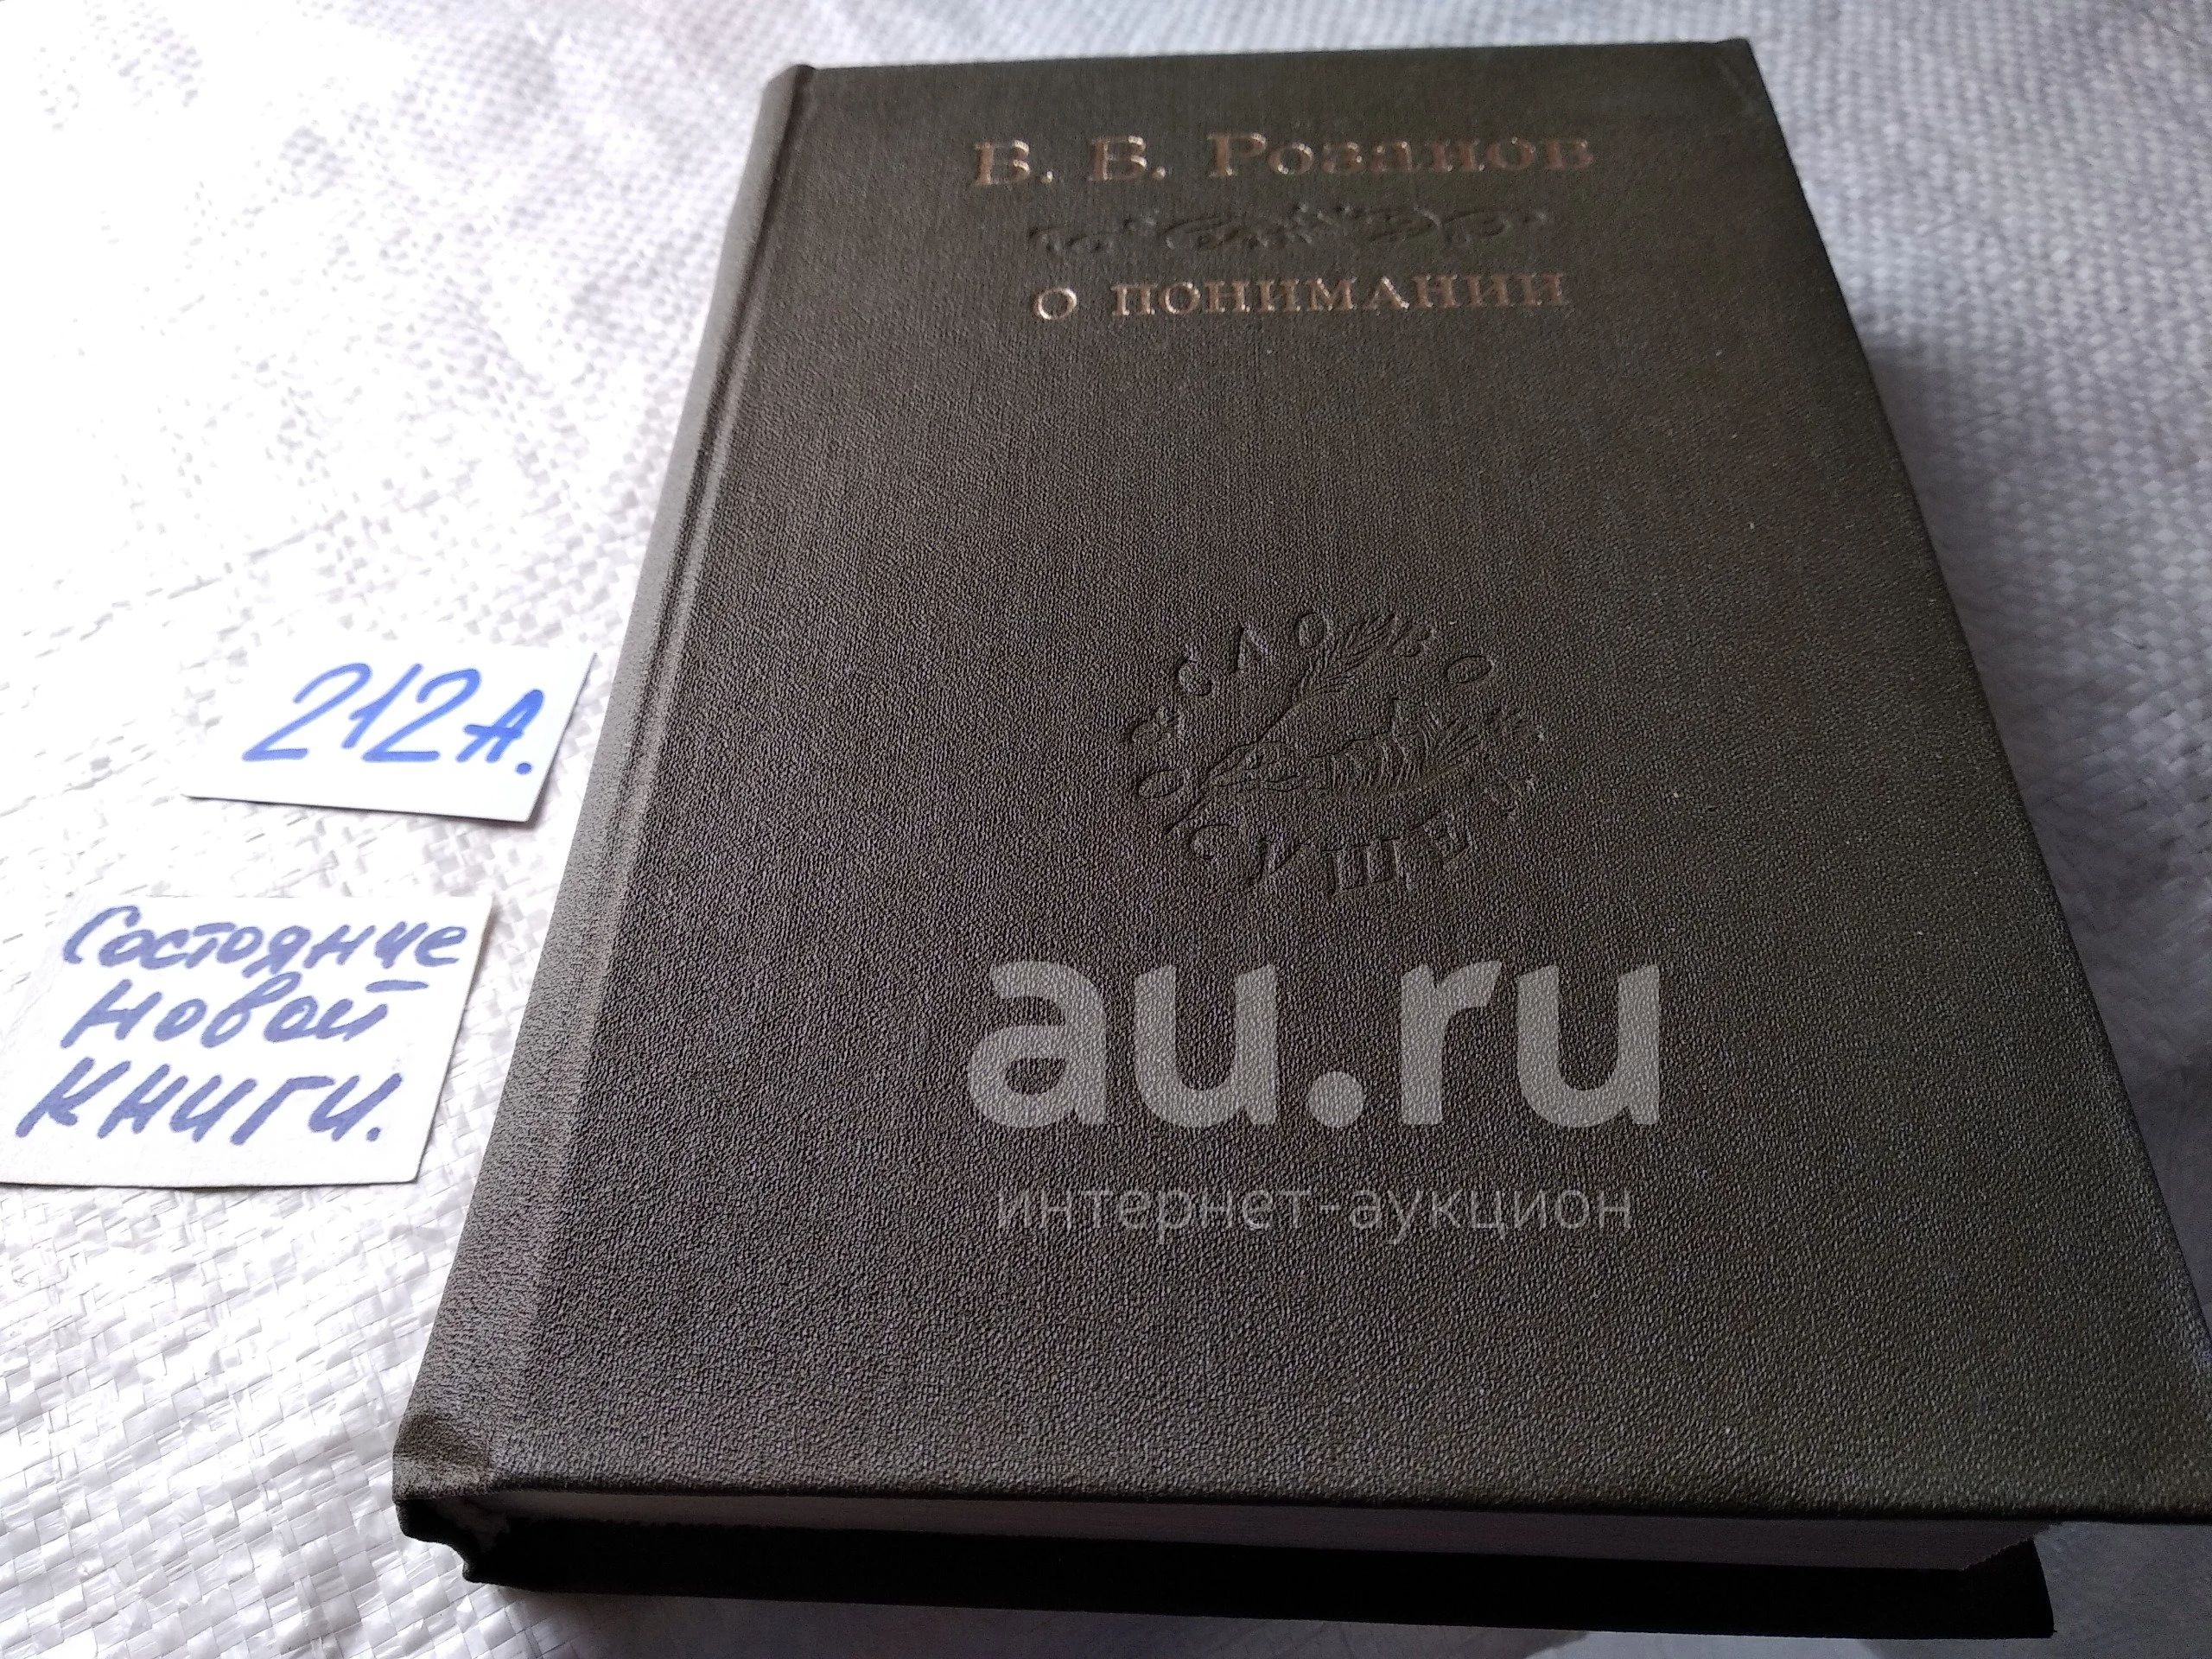 В. В. Розанов
О ПОНИМАНИИ
212А.
Состояние
новой
книги.
au.ru
интернет-аукцион